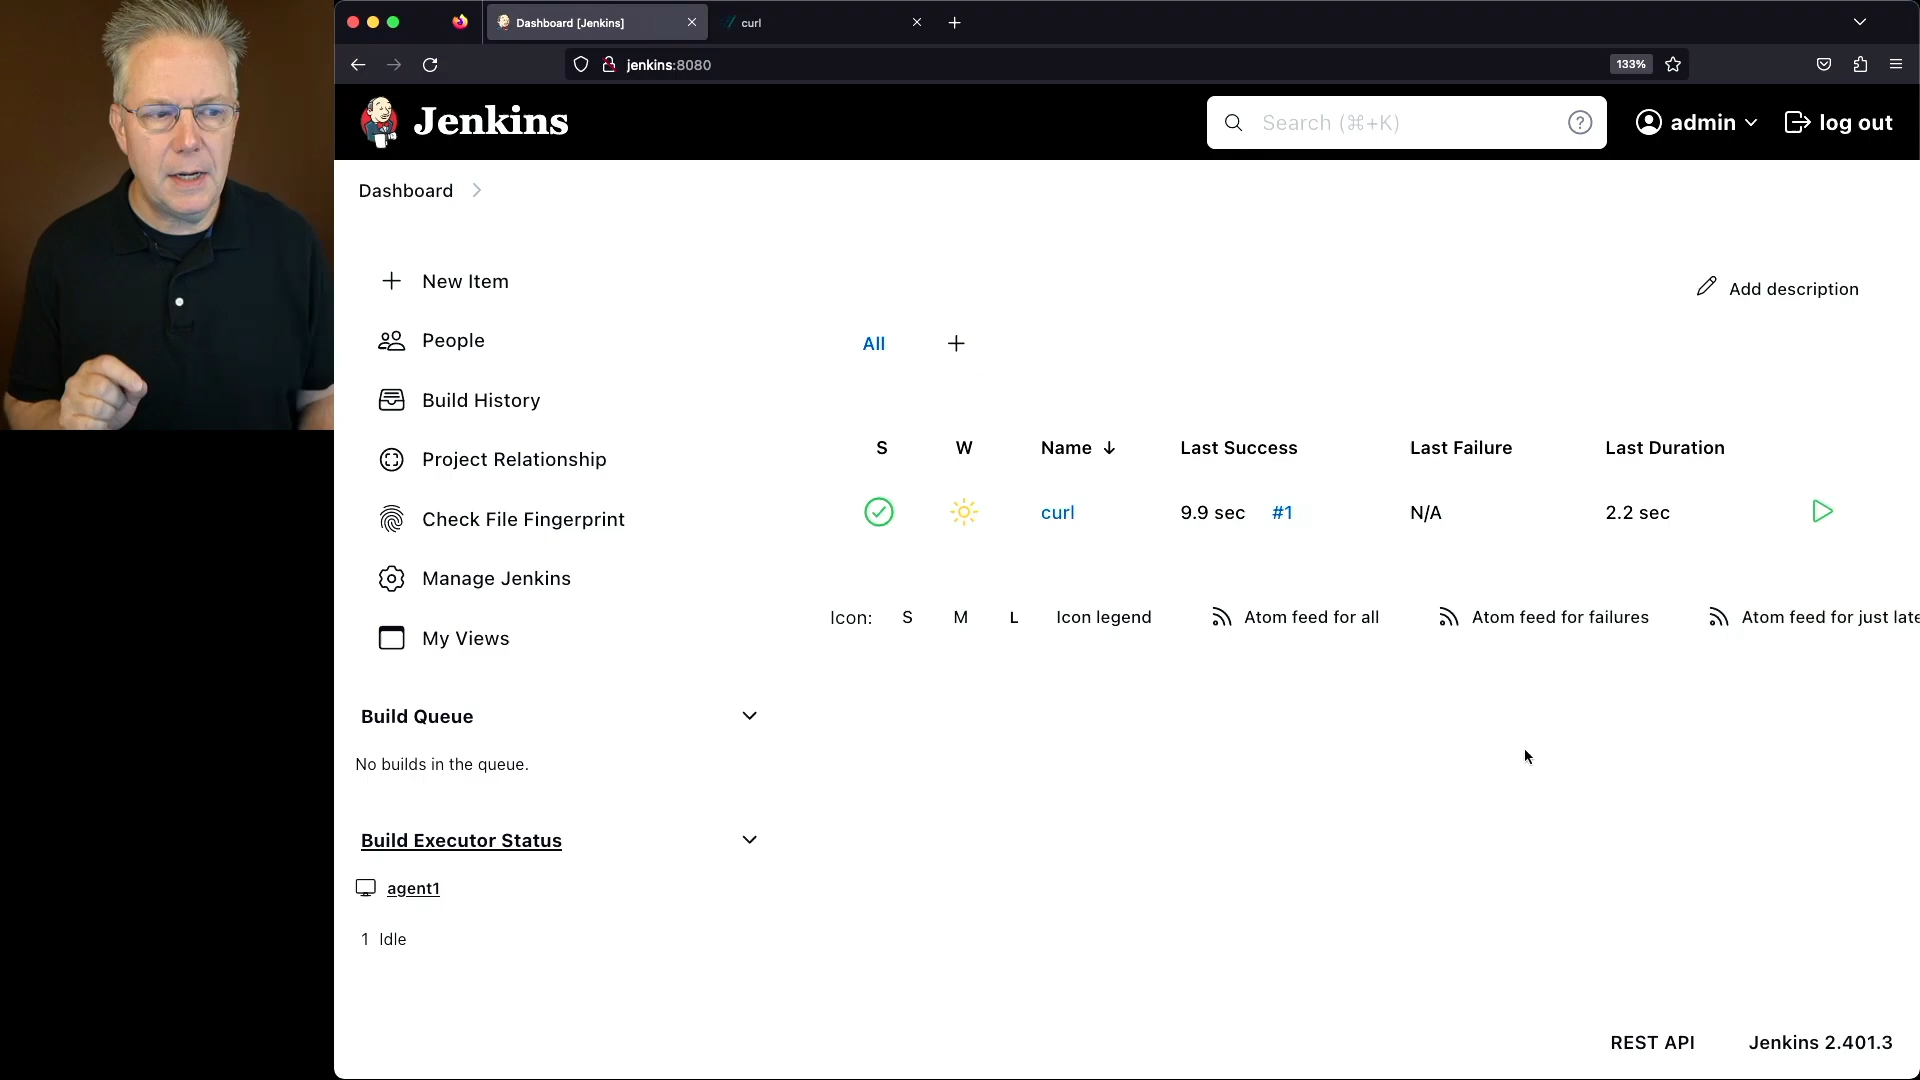 Dashboard [Jenkins]
curl
jenkins:8080
133%
Jenkins
Search (⌘+K)
admin
log out
Dashboard
New Item
People
Build History
Project Relationship
Check File Fingerprint
Manage Jenkins
My Views
Add description
All
S W Name ↓ Last Success Last Failure Last Duration
curl 9.9 sec #1 N/A 2.2 sec
Icon: S M L Icon legend Atom feed for all Atom feed for failures Atom feed for just late
Build Queue
No builds in the queue.
Build Executor Status
agent1
1 Idle
REST API Jenkins 2.401.3